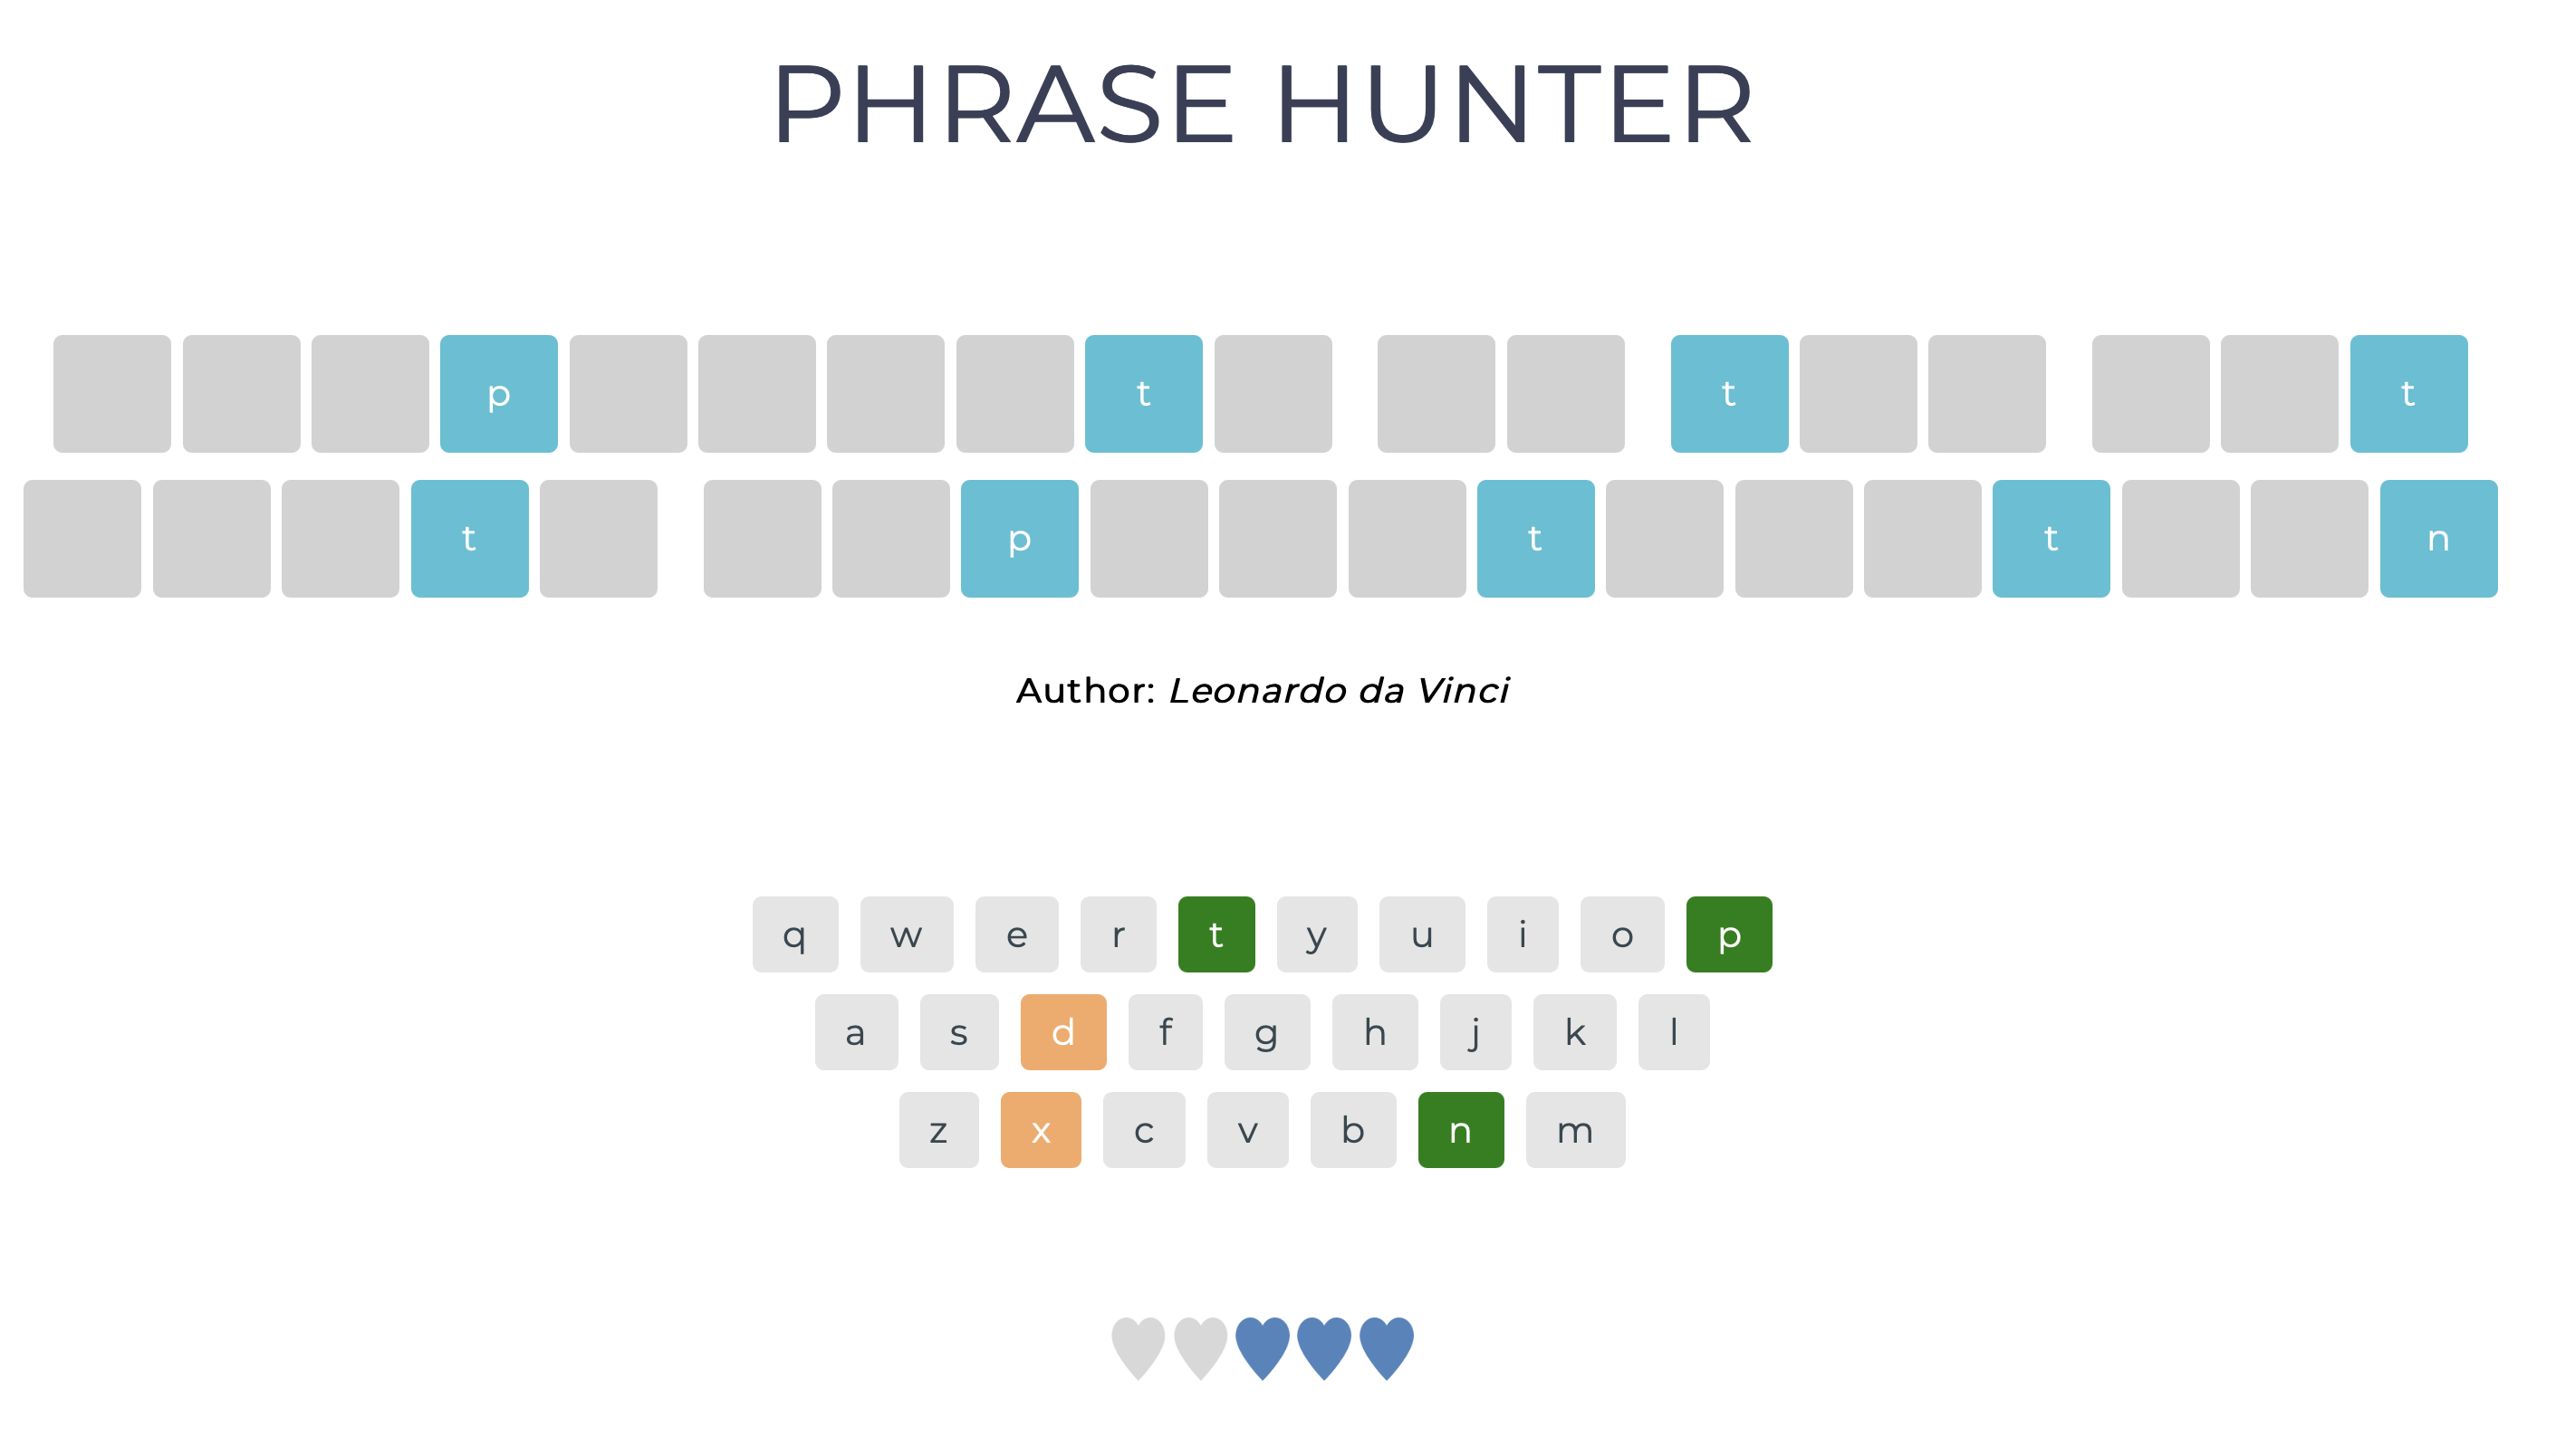 PHRASE HUNTER
p t t t
t p t t n
Author: Leonardo da Vinci
q w e r t y u i o p
a s d f g h j k l
z x c v b n m